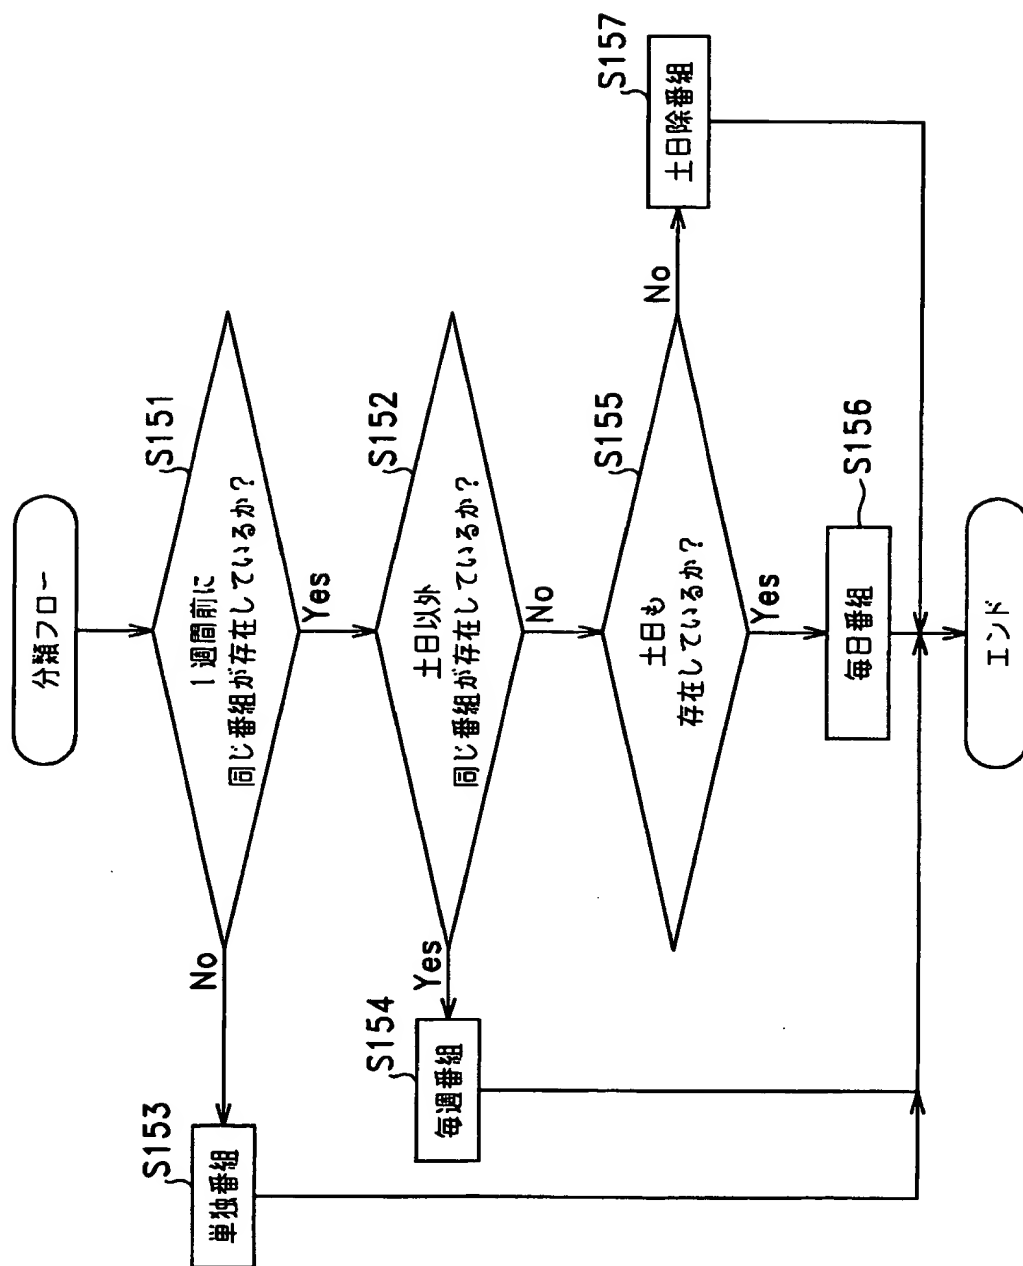 分類フロー
S151
1週間前に
同じ番組が存在しているか?
No
Yes
S153
単独番組
S152
土日以外
同じ番組が存在しているか?
Yes
No
S154
毎週番組
S155
土日も
存在しているか?
No
Yes
S157
土日除番組
S156
毎日番組
エンド